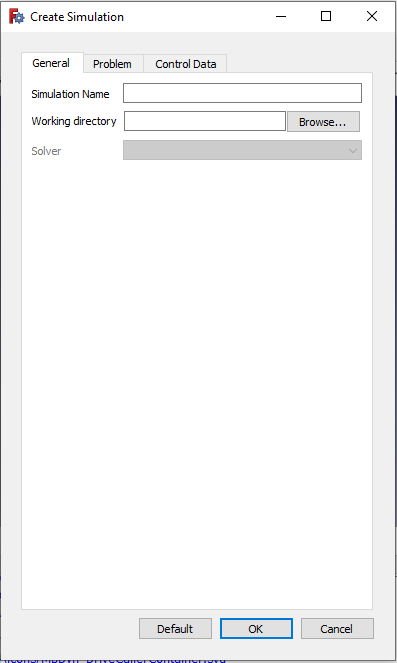 Create Simulation
General Problem Control Data
Simulation Name
Working directory Browse...
Solver
Default OK Cancel